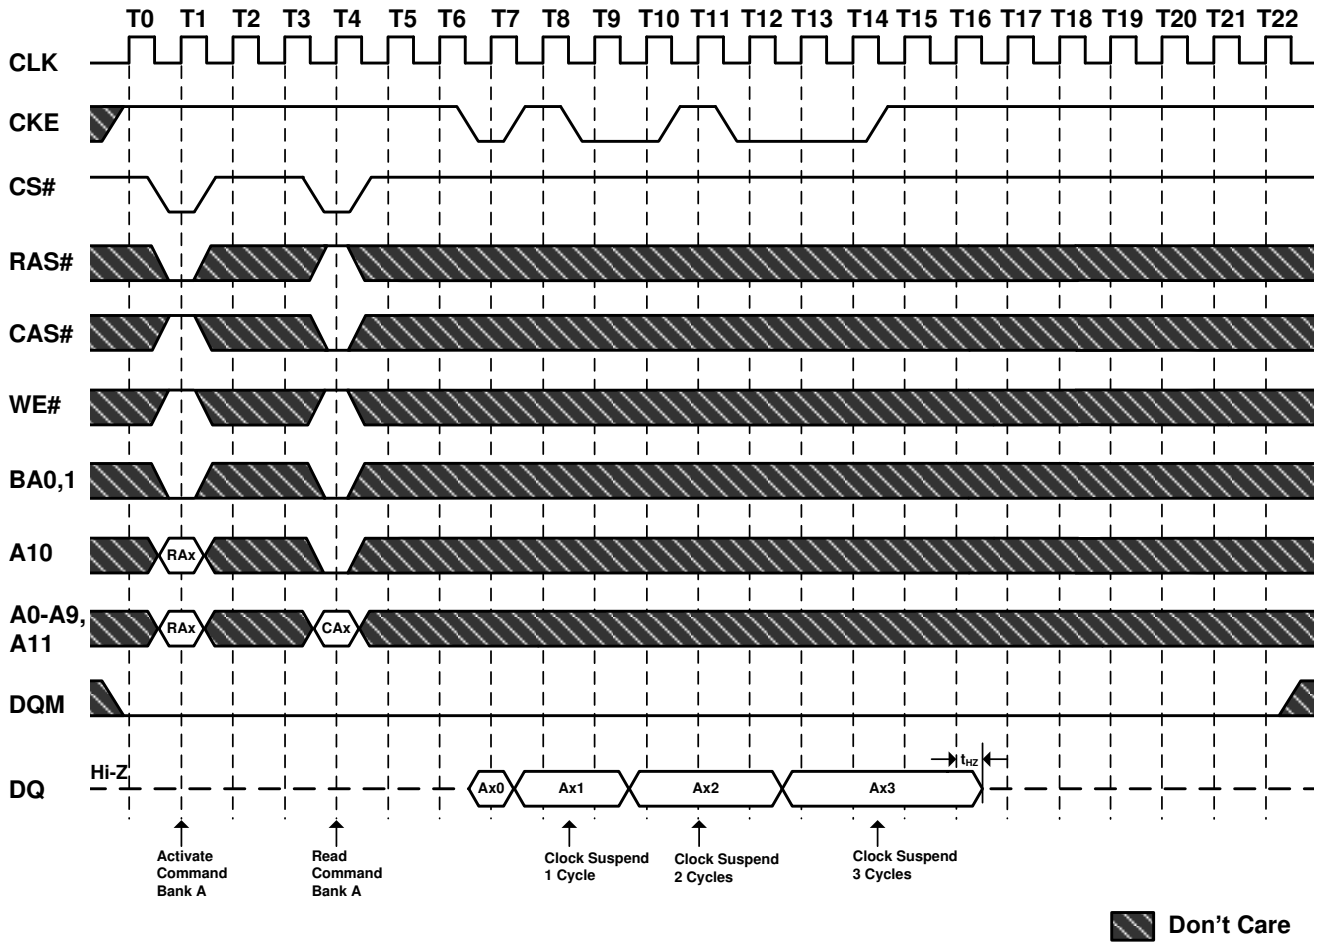 T0 T1 T2 T3 T4 T5 T6 T7 T8 T9 T10 T11 T12 T13 T14 T15 T16 T17 T18 T19 T20 T21 T22
CLK
CKE
CS#
RAS#
CAS#
WE#
BA0,1
A10
RAx
A0-A9,
A11
RAx
CAx
DQM
tHZ
Hi-Z
DQ
Ax0
Ax1
Ax2
Ax3
Activate
Command
Bank A
Read
Command
Bank A
Clock Suspend
1 Cycle
Clock Suspend
2 Cycles
Clock Suspend
3 Cycles
Don't Care